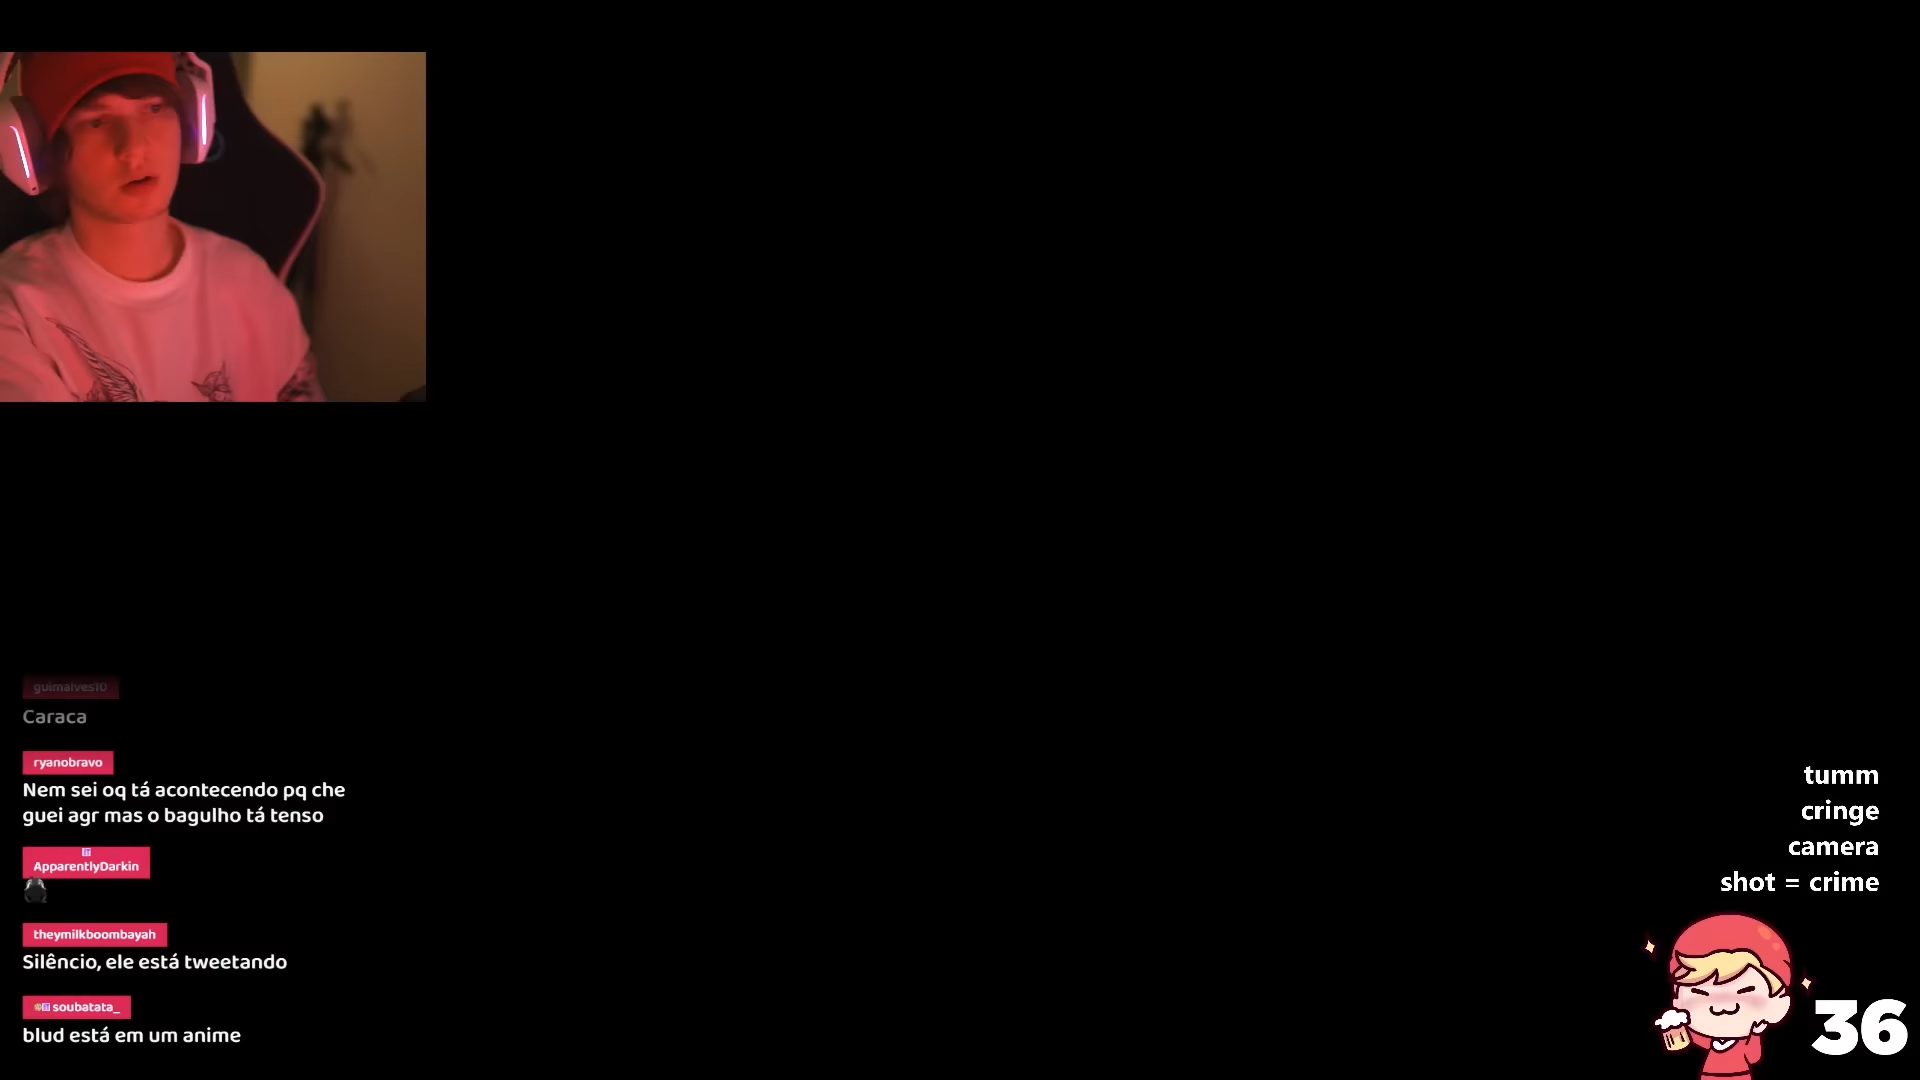 guimalves10
Caraca
ryanobravo
Nem sei oq tá acontecendo pq che
guei agr mas o bagulho tá tenso
ApparentlyDarkin
theymilkboombayah
Silêncio, ele está tweetando
soubatata_
blud está em um anime
tumm
cringe
camera
shot = crime
36